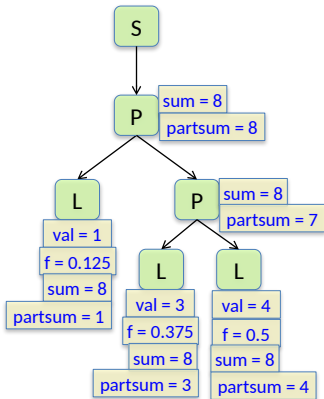 S
P
sum = 8
partsum = 8
L
P
sum = 8
partsum = 7
val = 1
f = 0.125
sum = 8
partsum = 1
L
L
val = 3
f = 0.375
sum = 8
partsum = 3
val = 4
f = 0.5
sum = 8
partsum = 4